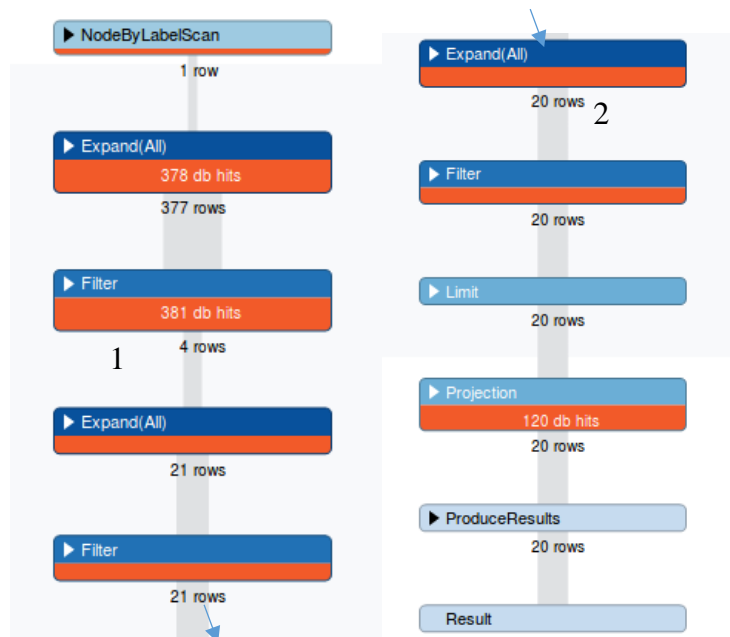 NodeByLabelScan
1 row
Expand(All)
378 db hits
377 rows
Filter
381 db hits
4 rows
1
Expand(All)
21 rows
Filter
21 rows
Expand(All)
20 rows
2
Filter
20 rows
Limit
20 rows
Projection
120 db hits
20 rows
ProduceResults
20 rows
Result